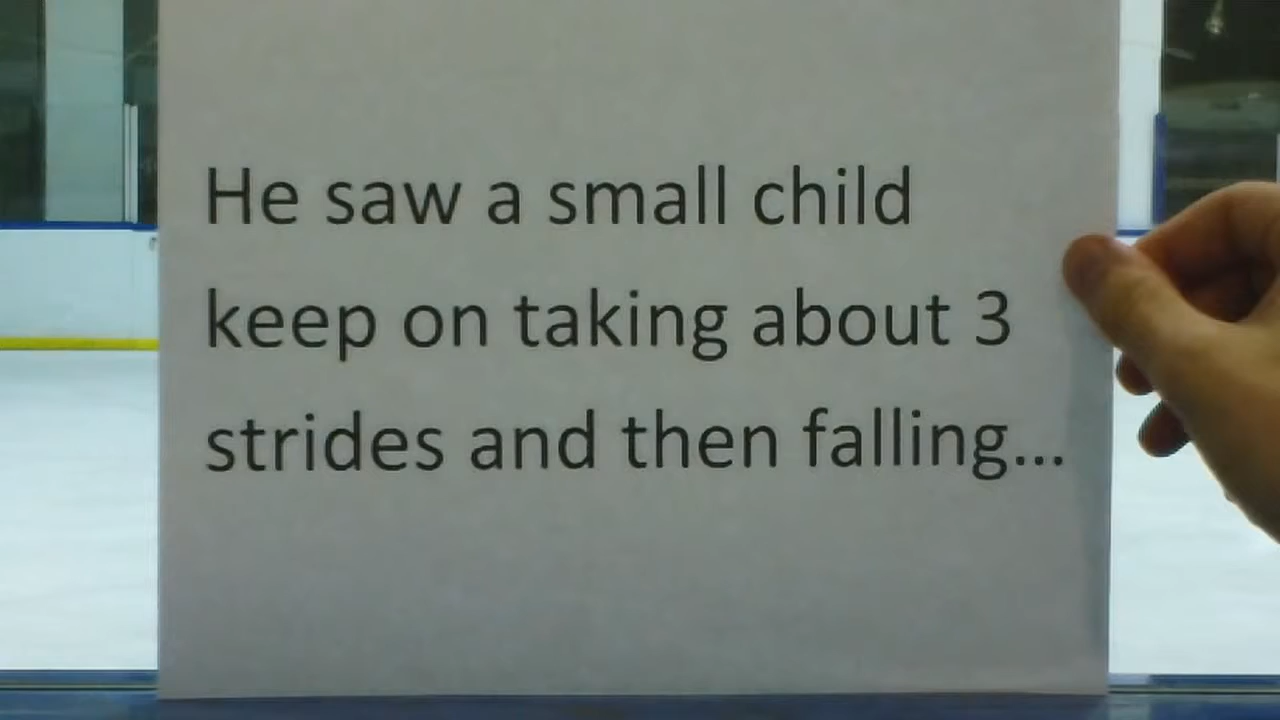 He saw a small child
keep on taking about 3
strides and then falling...